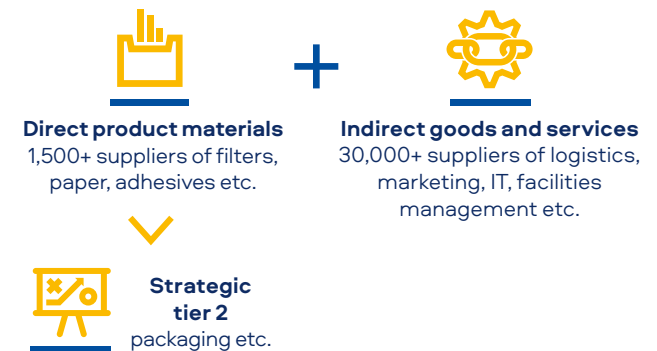 Direct product materials
1,500+ suppliers of filters,
paper, adhesives etc.
Indirect goods and services
30,000+ suppliers of logistics,
marketing, IT, facilities
management etc.
Strategic
tier 2
packaging etc.